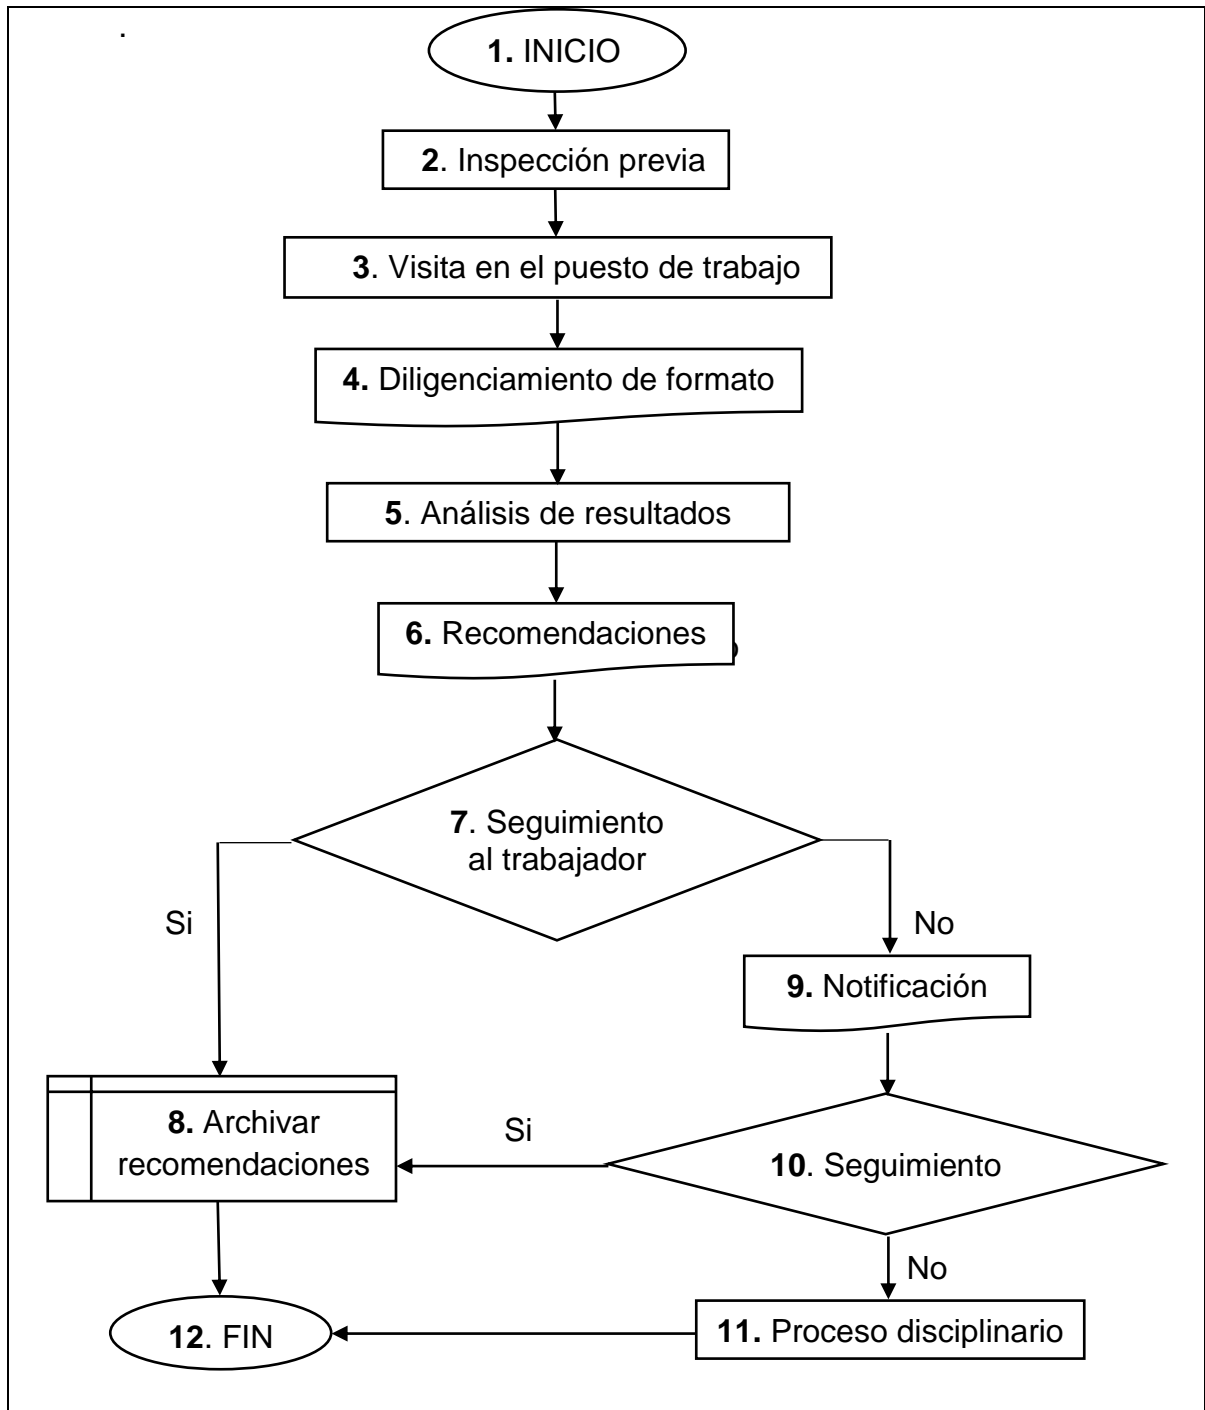 .
1. INICIO
2. Inspección previa
3. Visita en el puesto de trabajo
4. Diligenciamiento de formato
5. Análisis de resultados
6. Recomendaciones
7. Seguimiento
al trabajador
Si
No
9. Notificación
8. Archivar
recomendaciones
Si
10. Seguimiento
No
11. Proceso disciplinario
12. FIN